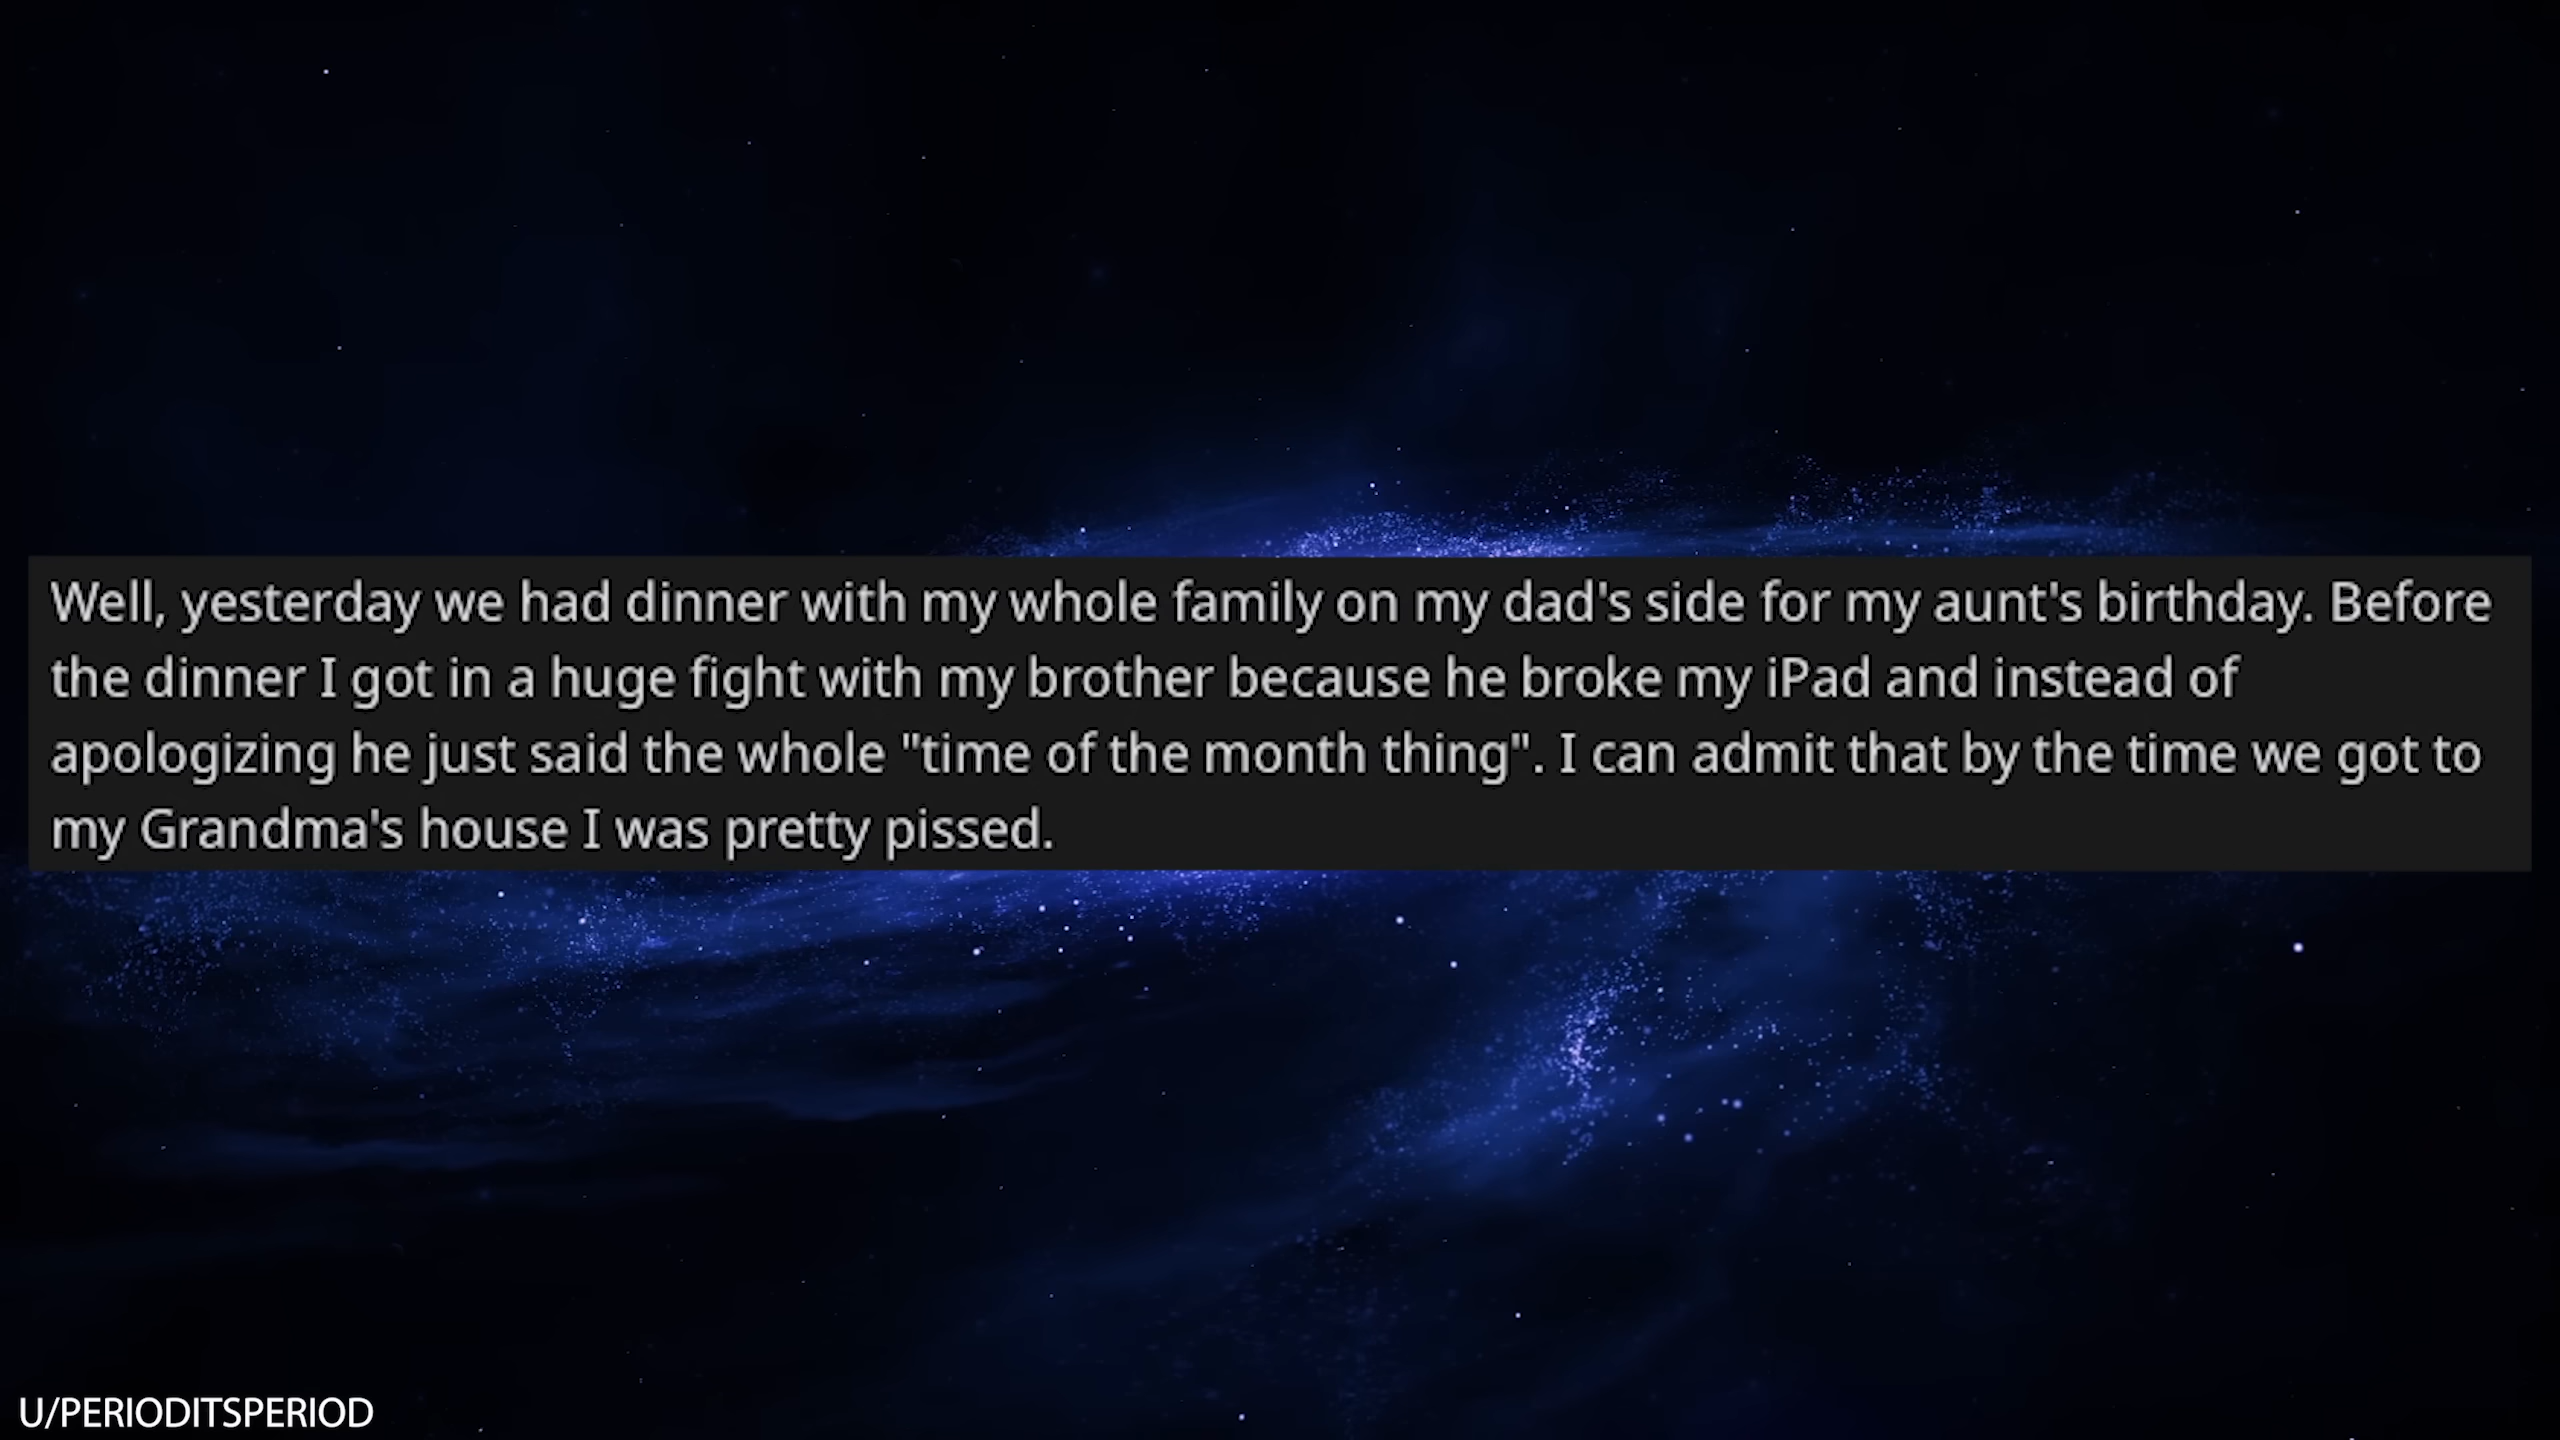 Well, yesterday we had dinner with my whole family on my dad's side for my aunt's birthday. Before
the dinner I got in a huge fight with my brother because he broke my iPad and instead of
apologizing he just said the whole "time of the month thing". I can admit that by the time we got to
my Grandma's house I was pretty pissed.
U/PERIODITSPERIOD